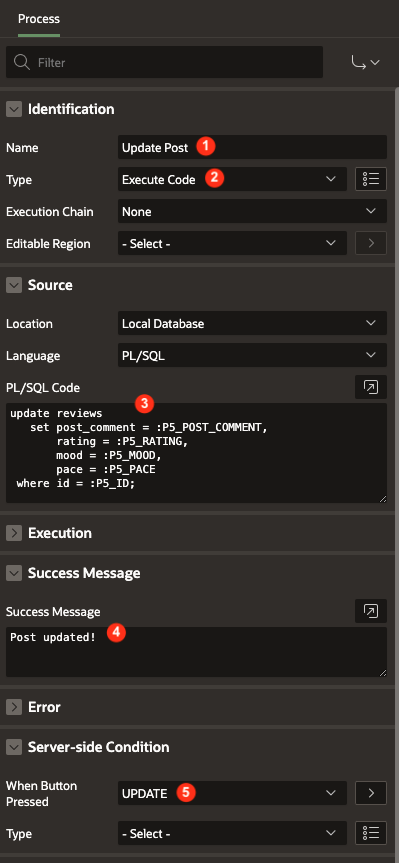 Process
Filter
Identification
Name Update Post 1
Type Execute Code 2
Execution Chain None
Editable Region - Select -
Source
Location Local Database
Language PL/SQL
PL/SQL Code
3
update reviews
   set post_comment = :P5_POST_COMMENT,
       rating = :P5_RATING,
       mood = :P5_MOOD,
       pace = :P5_PACE
 where id = :P5_ID;
Execution
Success Message
Success Message
Post updated! 4
Error
Server-side Condition
When Button Pressed UPDATE 5
Type - Select -